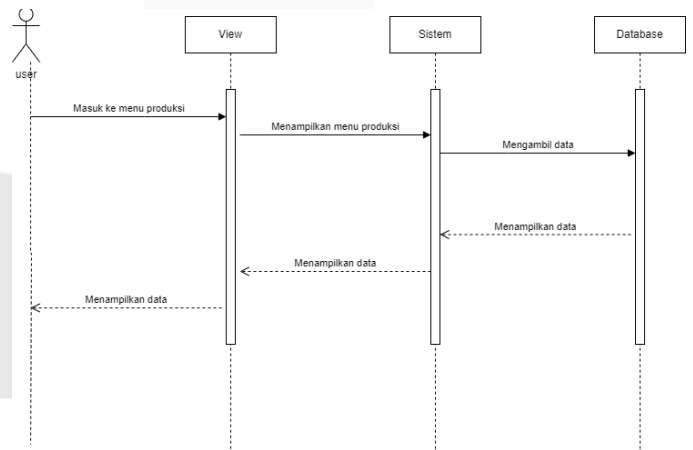 View
Sistem
Database
user
Masuk ke menu produksi
Menampilkan menu produksi
Mengambil data
Menampilkan data
Menampilkan data
Menampilkan data